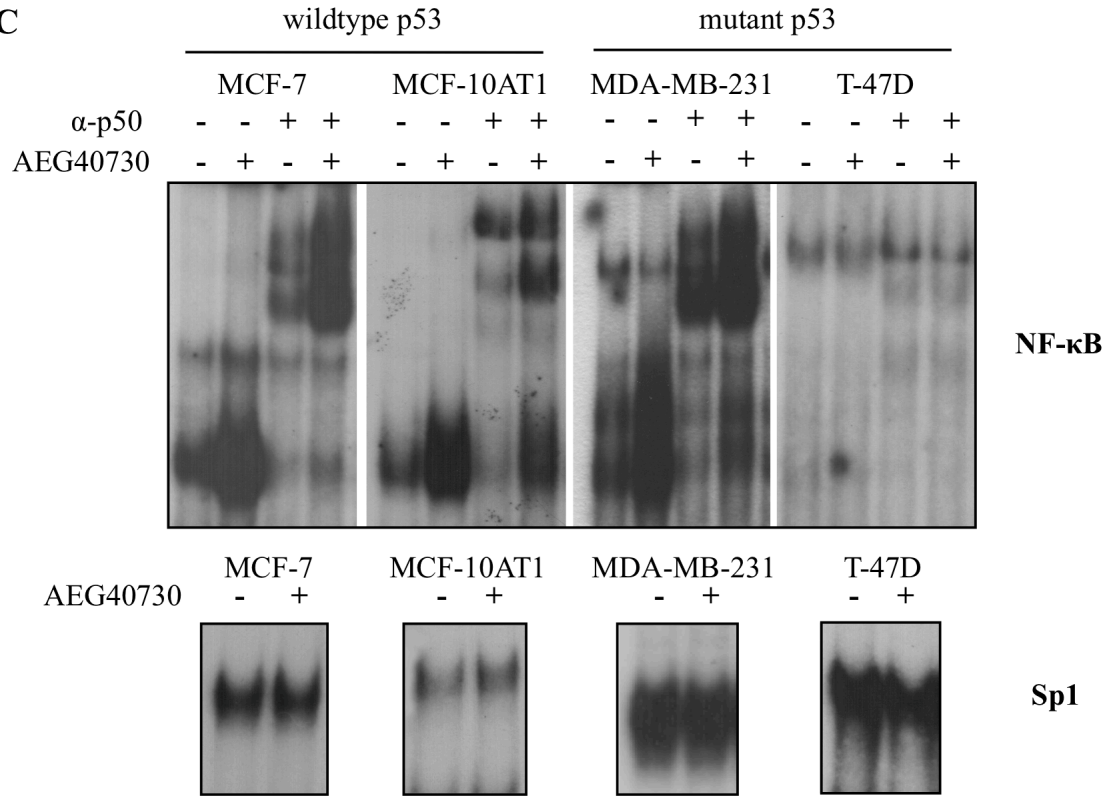 C
wildtype p53 mutant p53
MCF-7 MCF-10AT1 MDA-MB-231 T-47D
α-p50 - - + + - - + + - - + + - - + +
AEG40730 - + - + - + - + - + - + - + - +
NF-κB
MCF-7 MCF-10AT1 MDA-MB-231 T-47D
AEG40730 - + - + - + - +
Sp1